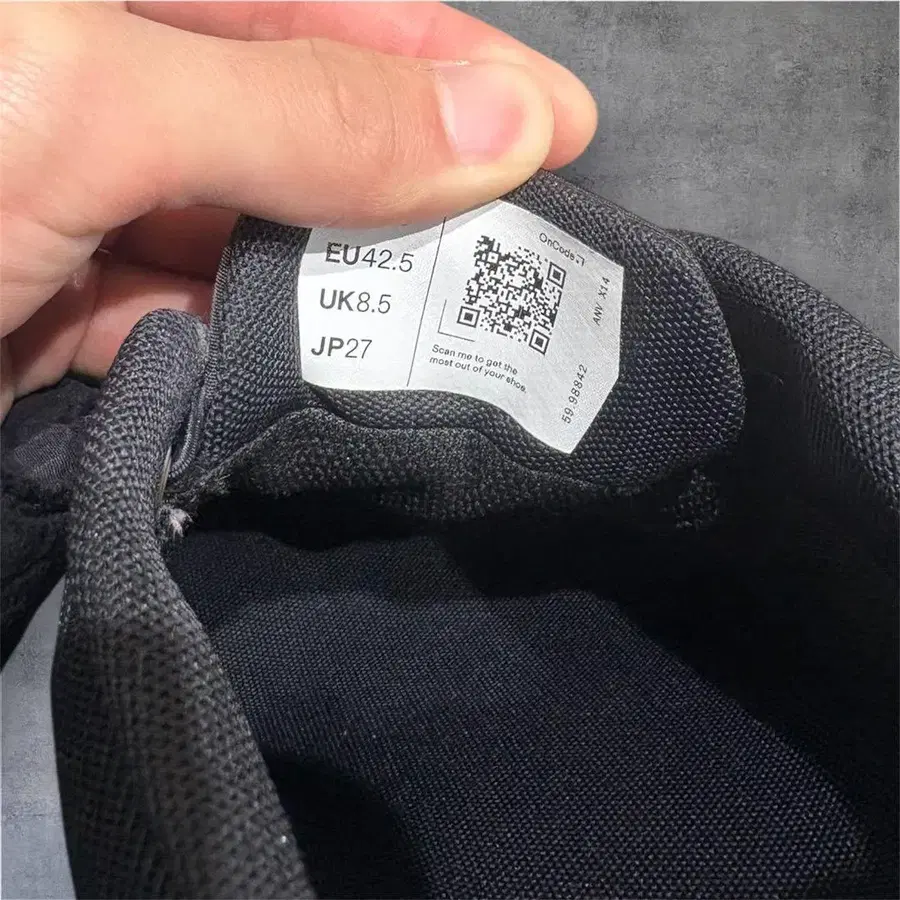 EU42.5
UK8.5
JP27
OnCode
Scan me to get the
most out of your shoe.
ANV X14
59.98842